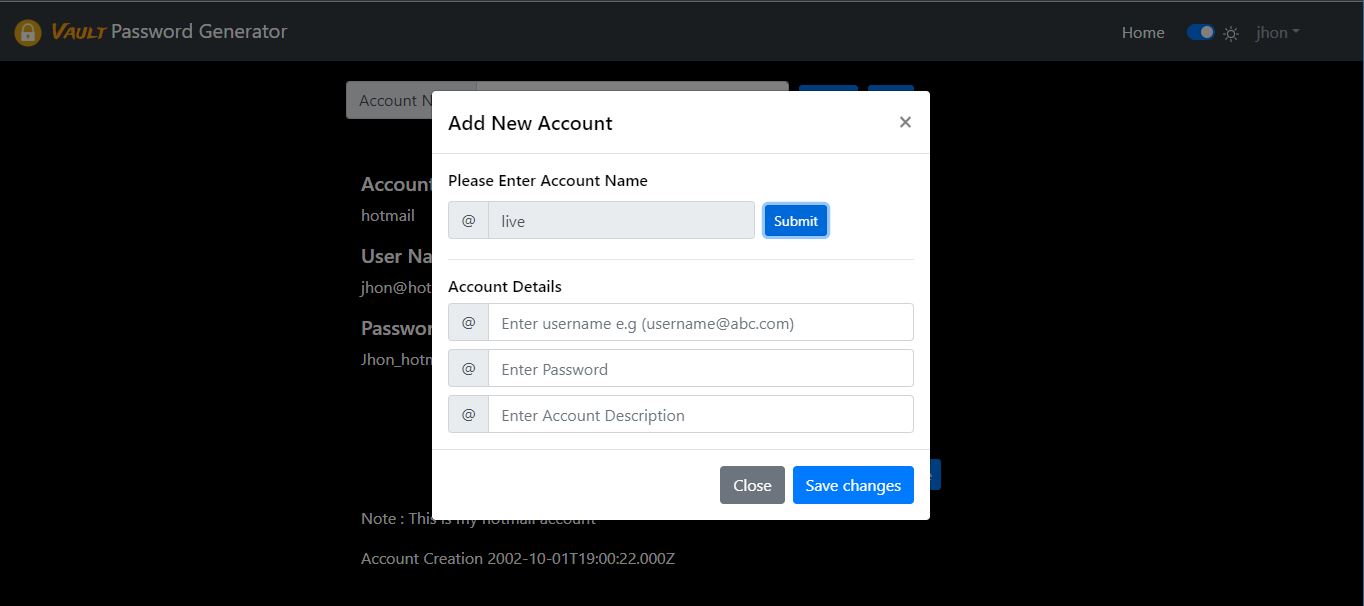 VAULT Password Generator
Home
jhon
Account N
Add New Account
×
Please Enter Account Name
@ live Submit
Account
hotmail
User Na
jhon@hot
Passwor
Jhon_hotm
Account Details
@ Enter username e.g (username@abc.com)
@ Enter Password
@ Enter Account Description
Close Save changes
Note : This is my hotmail account
Account Creation 2002-10-01T19:00:22.000Z